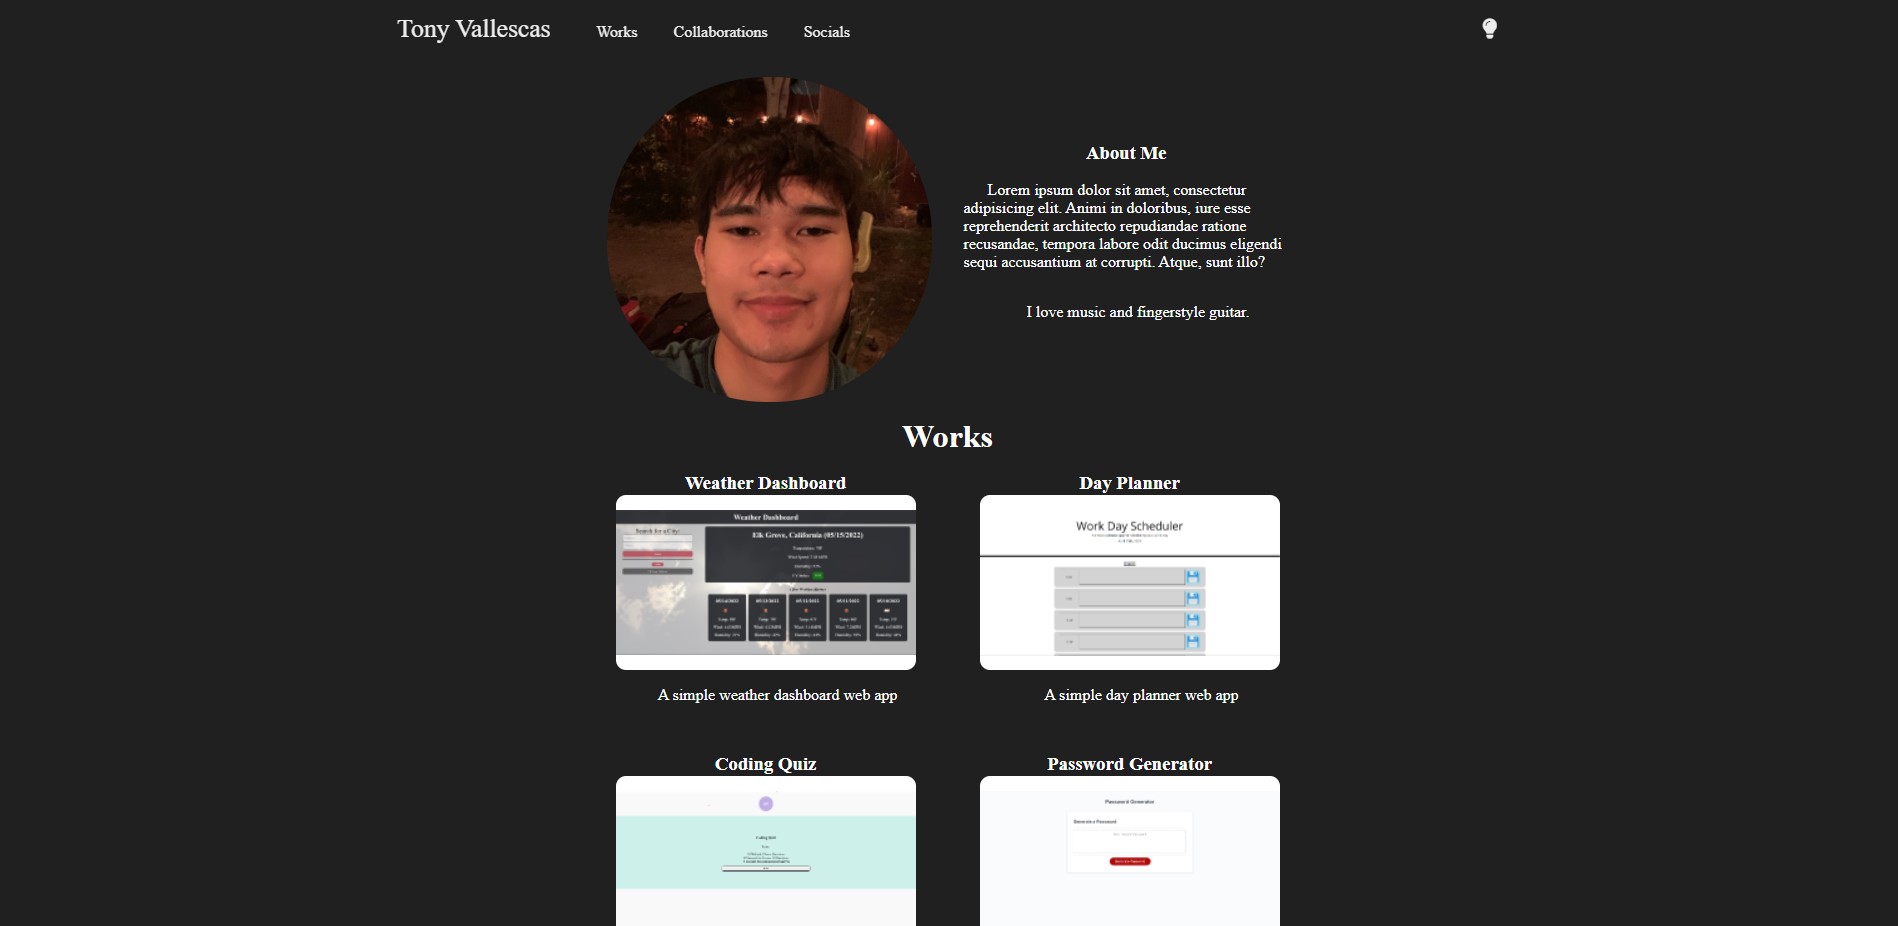 Tony Vallescas
Works
Collaborations
Socials
About Me
Lorem ipsum dolor sit amet, consectetur
adipisicing elit. Animi in doloribus, iure esse
reprehenderit architecto repudiandae ratione
recusandae, tempora labore odit ducimus eligendi
sequi accusantium at corrupti. Atque, sunt illo?
I love music and fingerstyle guitar.
Works
Weather Dashboard
Day Planner
Weather Dashboard
Search for a City:
Elk Grove, California (05/15/2022)
Work Day Scheduler
A simple weather dashboard web app
A simple day planner web app
Coding Quiz
Password Generator
Coding Quiz
Password Generator
Generate a Password